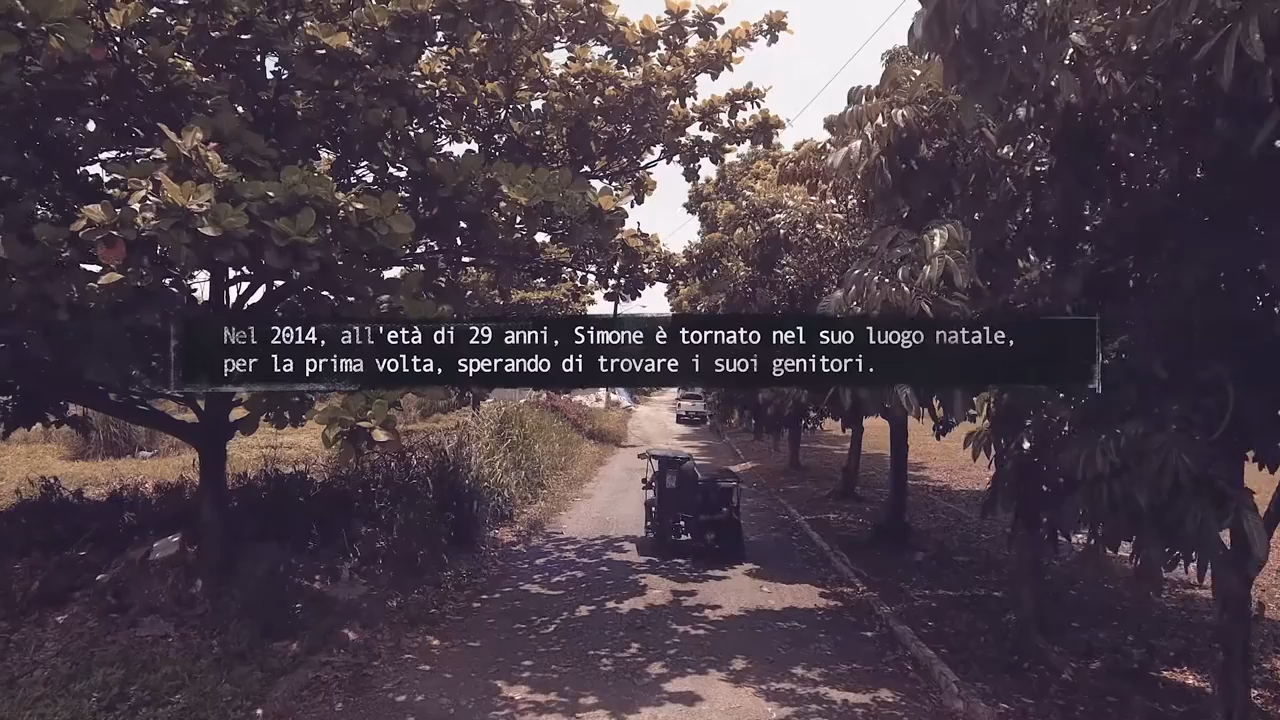 Nel 2014, all'età di 29 anni, Simone è tornato nel suo luogo natale,
per la prima volta, sperando di trovare i suoi genitori.